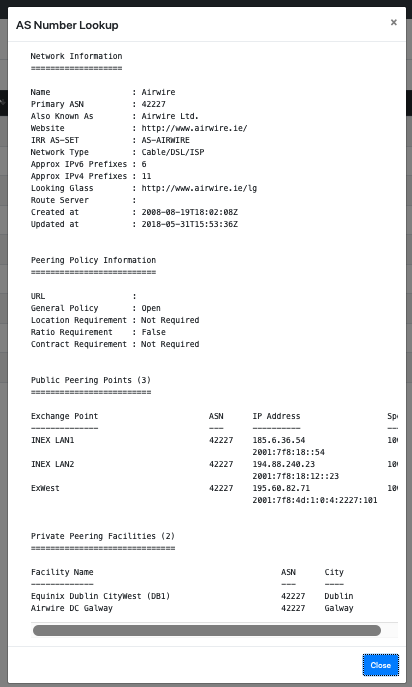 AS Number Lookup ×
Network Information
===================
Name : Airwire
Primary ASN : 42227
Also Known As : Airwire Ltd.
Website : http://www.airwire.ie/
IRR AS-SET : AS-AIRWIRE
Network Type : Cable/DSL/ISP
Approx IPv6 Prefixes : 6
Approx IPv4 Prefixes : 11
Looking Glass : http://www.airwire.ie/lg
Route Server :
Created at : 2008-08-19T18:02:08Z
Updated at : 2018-05-31T15:53:36Z
Peering Policy Information
==========================
URL :
General Policy : Open
Location Requirement : Not Required
Ratio Requirement : False
Contract Requirement : Not Required
Public Peering Points (3)
=========================
Exchange Point ASN IP Address
-------------- --- ----------
INEX LAN1 42227 185.6.36.54
2001:7f8:18::54
INEX LAN2 42227 194.88.240.23
2001:7f8:18:12::23
ExWest 42227 195.60.82.71
2001:7f8:4d:1:0:4:2227:101
Private Peering Facilities (2)
==============================
Facility Name ASN City
------------- --- ----
Equinix Dublin CityWest (DB1) 42227 Dublin
Airwire DC Galway 42227 Galway
Close